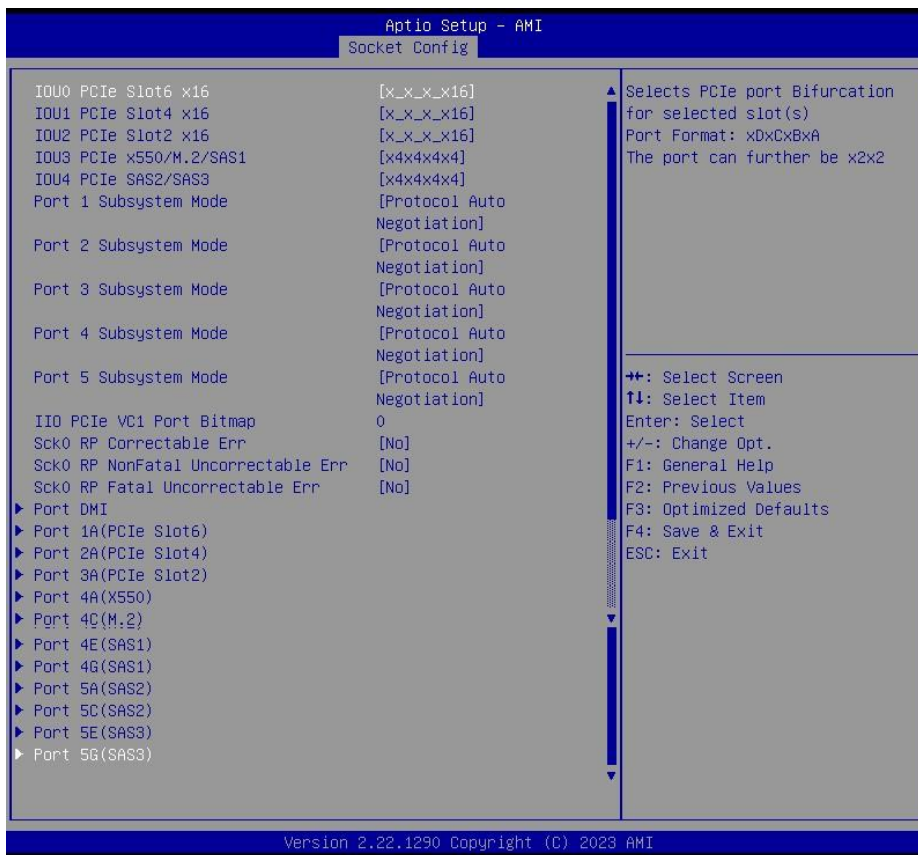 Aptio Setup – AMI
Socket Config
IOU0 PCIe Slot6 x16 [x_x_x_x16]
IOU1 PCIe Slot4 x16 [x_x_x_x16]
IOU2 PCIe Slot2 x16 [x_x_x_x16]
IOU3 PCIe x550/M.2/SAS1 [x4x4x4x4]
IOU4 PCIe SAS2/SAS3 [x4x4x4x4]
Port 1 Subsystem Mode [Protocol Auto
Negotiation]
Port 2 Subsystem Mode [Protocol Auto
Negotiation]
Port 3 Subsystem Mode [Protocol Auto
Negotiation]
Port 4 Subsystem Mode [Protocol Auto
Negotiation]
Port 5 Subsystem Mode [Protocol Auto
Negotiation]
IIO PCIe VC1 Port Bitmap 0
Sck0 RP Correctable Err [No]
Sck0 RP NonFatal Uncorrectable Err [No]
Sck0 RP Fatal Uncorrectable Err [No]
Port DMI
Port 1A(PCIe Slot6)
Port 2A(PCIe Slot4)
Port 3A(PCIe Slot2)
Port 4A(X550)
Port 4C(M.2)
Port 4E(SAS1)
Port 4G(SAS1)
Port 5A(SAS2)
Port 5C(SAS2)
Port 5E(SAS3)
Port 5G(SAS3)
Selects PCIe port Bifurcation
for selected slot(s)
Port Format: xDxCxBxA
The port can further be x2x2
→←: Select Screen
↑↓: Select Item
Enter: Select
+/-: Change Opt.
F1: General Help
F2: Previous Values
F3: Optimized Defaults
F4: Save & Exit
ESC: Exit
Version 2.22.1290 Copyright (C) 2023 AMI